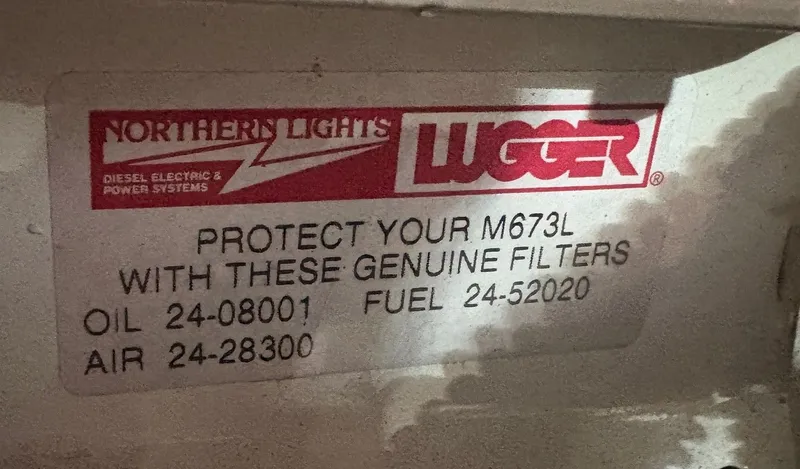 NORTHERN LIGHTS
DIESEL ELECTRIC &
POWER SYSTEMS
LUGGER®
PROTECT YOUR M673L
WITH THESE GENUINE FILTERS
OIL 24-08001 FUEL 24-52020
AIR 24-28300